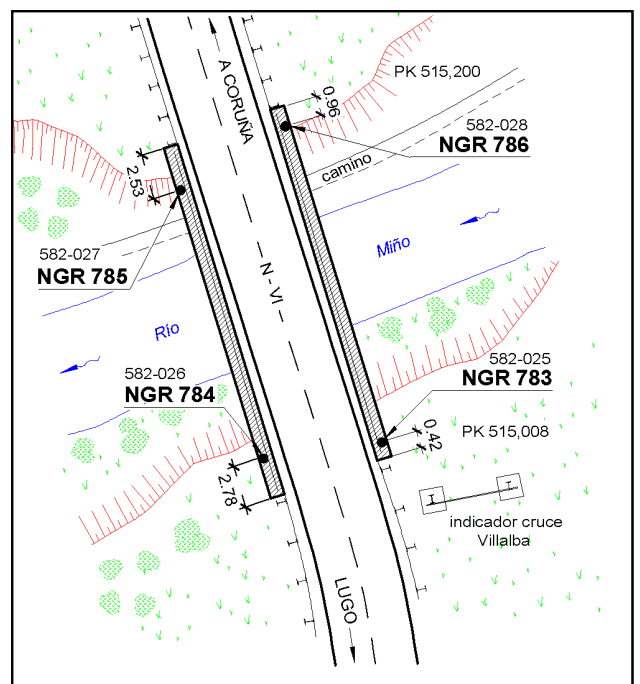 A CORUÑA
PK 515,200
0.96
582-028
NGR 786
camino
2.53
582-027
NGR 785
N-VI
Miño
Río
582-026
NGR 784
582-025
NGR 783
0.42
PK 515,008
2.78
indicador cruce
Villalba
LUGO